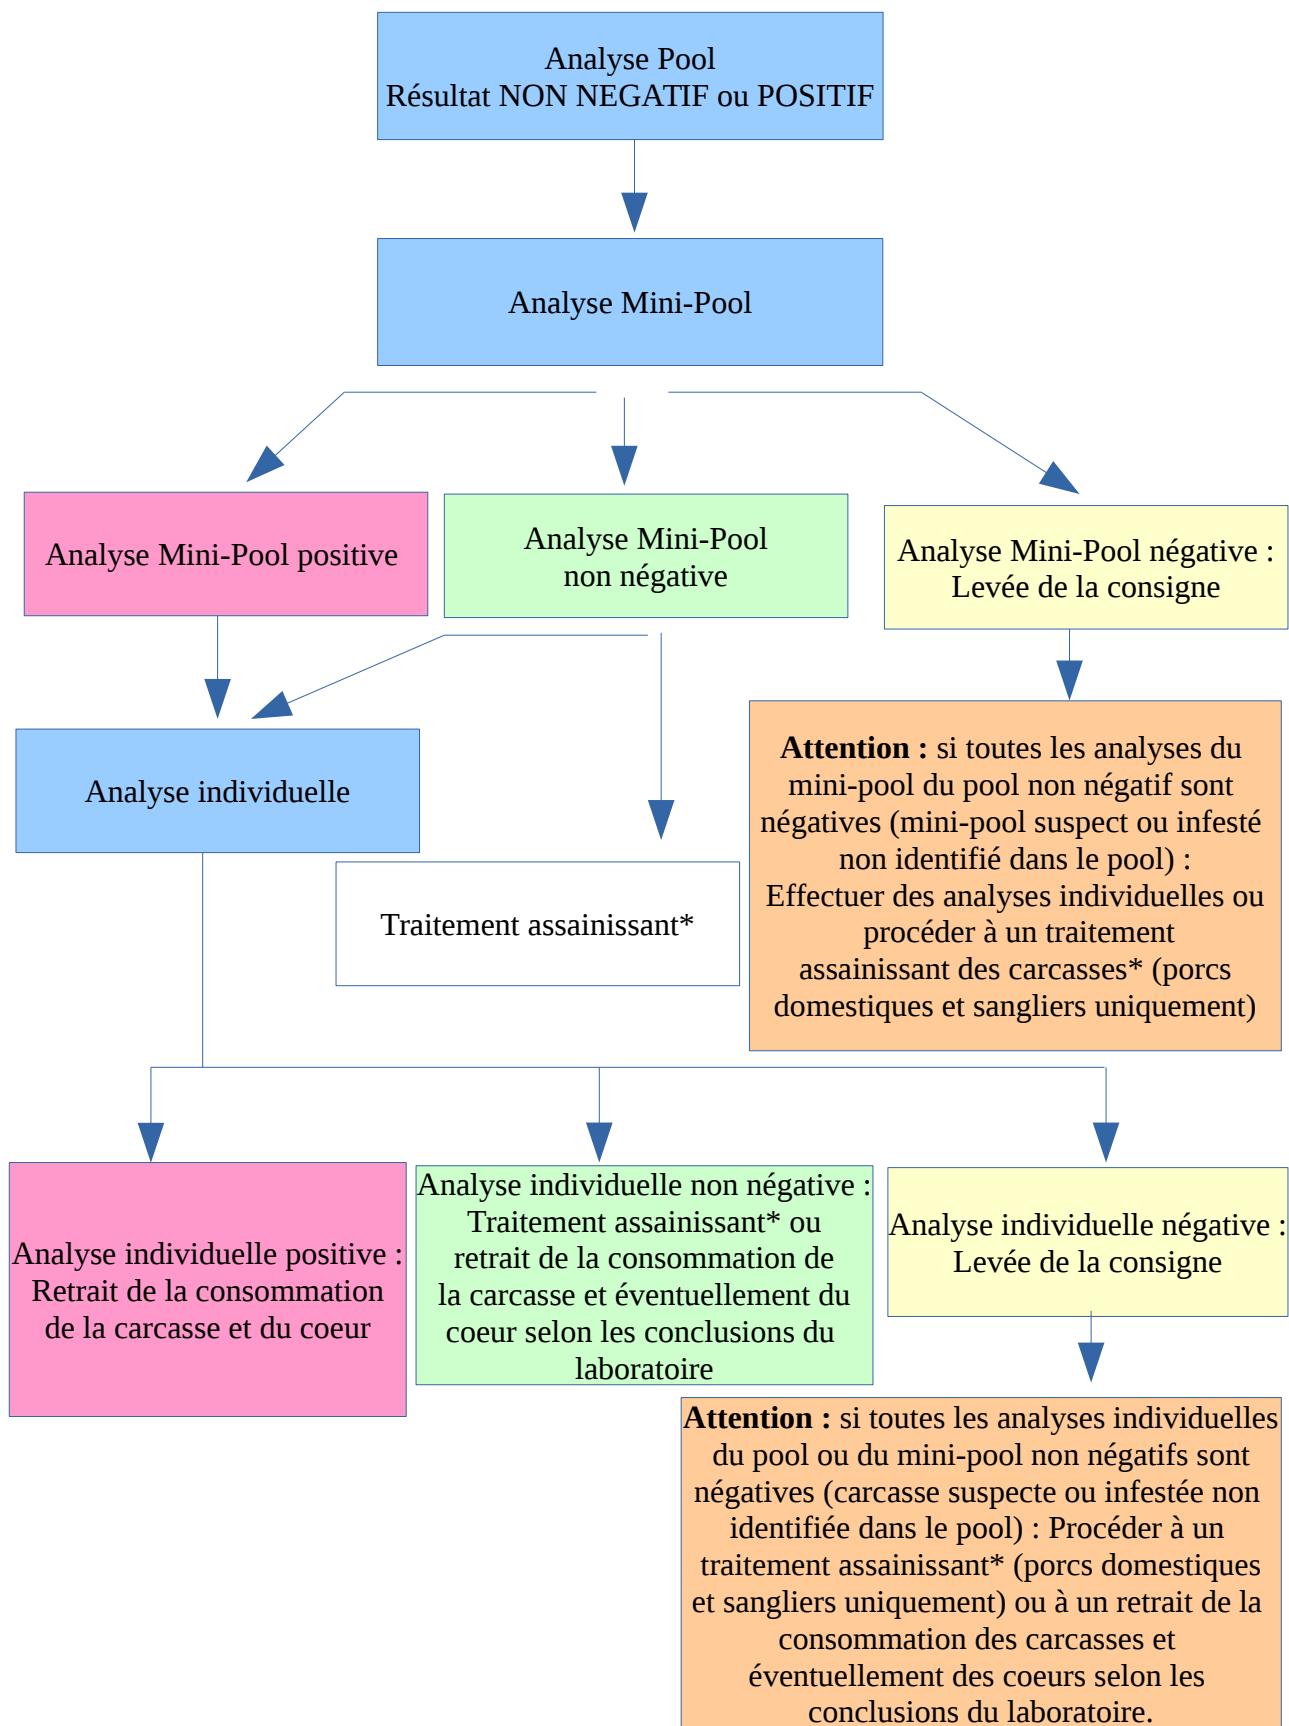 Analyse Pool
Résultat NON NEGATIF ou POSITIF
Analyse Mini-Pool
Analyse Mini-Pool positive
Analyse Mini-Pool
non négative
Analyse Mini-Pool négative :
Levée de la consigne
Analyse individuelle
Traitement assainissant*
Attention : si toutes les analyses du
mini-pool du pool non négatif sont
négatives (mini-pool suspect ou infesté
non identifié dans le pool) :
Effectuer des analyses individuelles ou
procéder à un traitement
assainissant des carcasses* (porcs
domestiques et sangliers uniquement)
Analyse individuelle positive :
Retrait de la consommation
de la carcasse et du coeur
Analyse individuelle non négative :
Traitement assainissant* ou
retrait de la consommation de
la carcasse et éventuellement du
coeur selon les conclusions du
laboratoire
Analyse individuelle négative :
Levée de la consigne
Attention : si toutes les analyses individuelles
du pool ou du mini-pool non négatifs sont
négatives (carcasse suspecte ou infestée non
identifiée dans le pool) : Procéder à un
traitement assainissant* (porcs domestiques
et sangliers uniquement) ou à un retrait de la
consommation des carcasses et
éventuellement des coeurs selon les
conclusions du laboratoire.